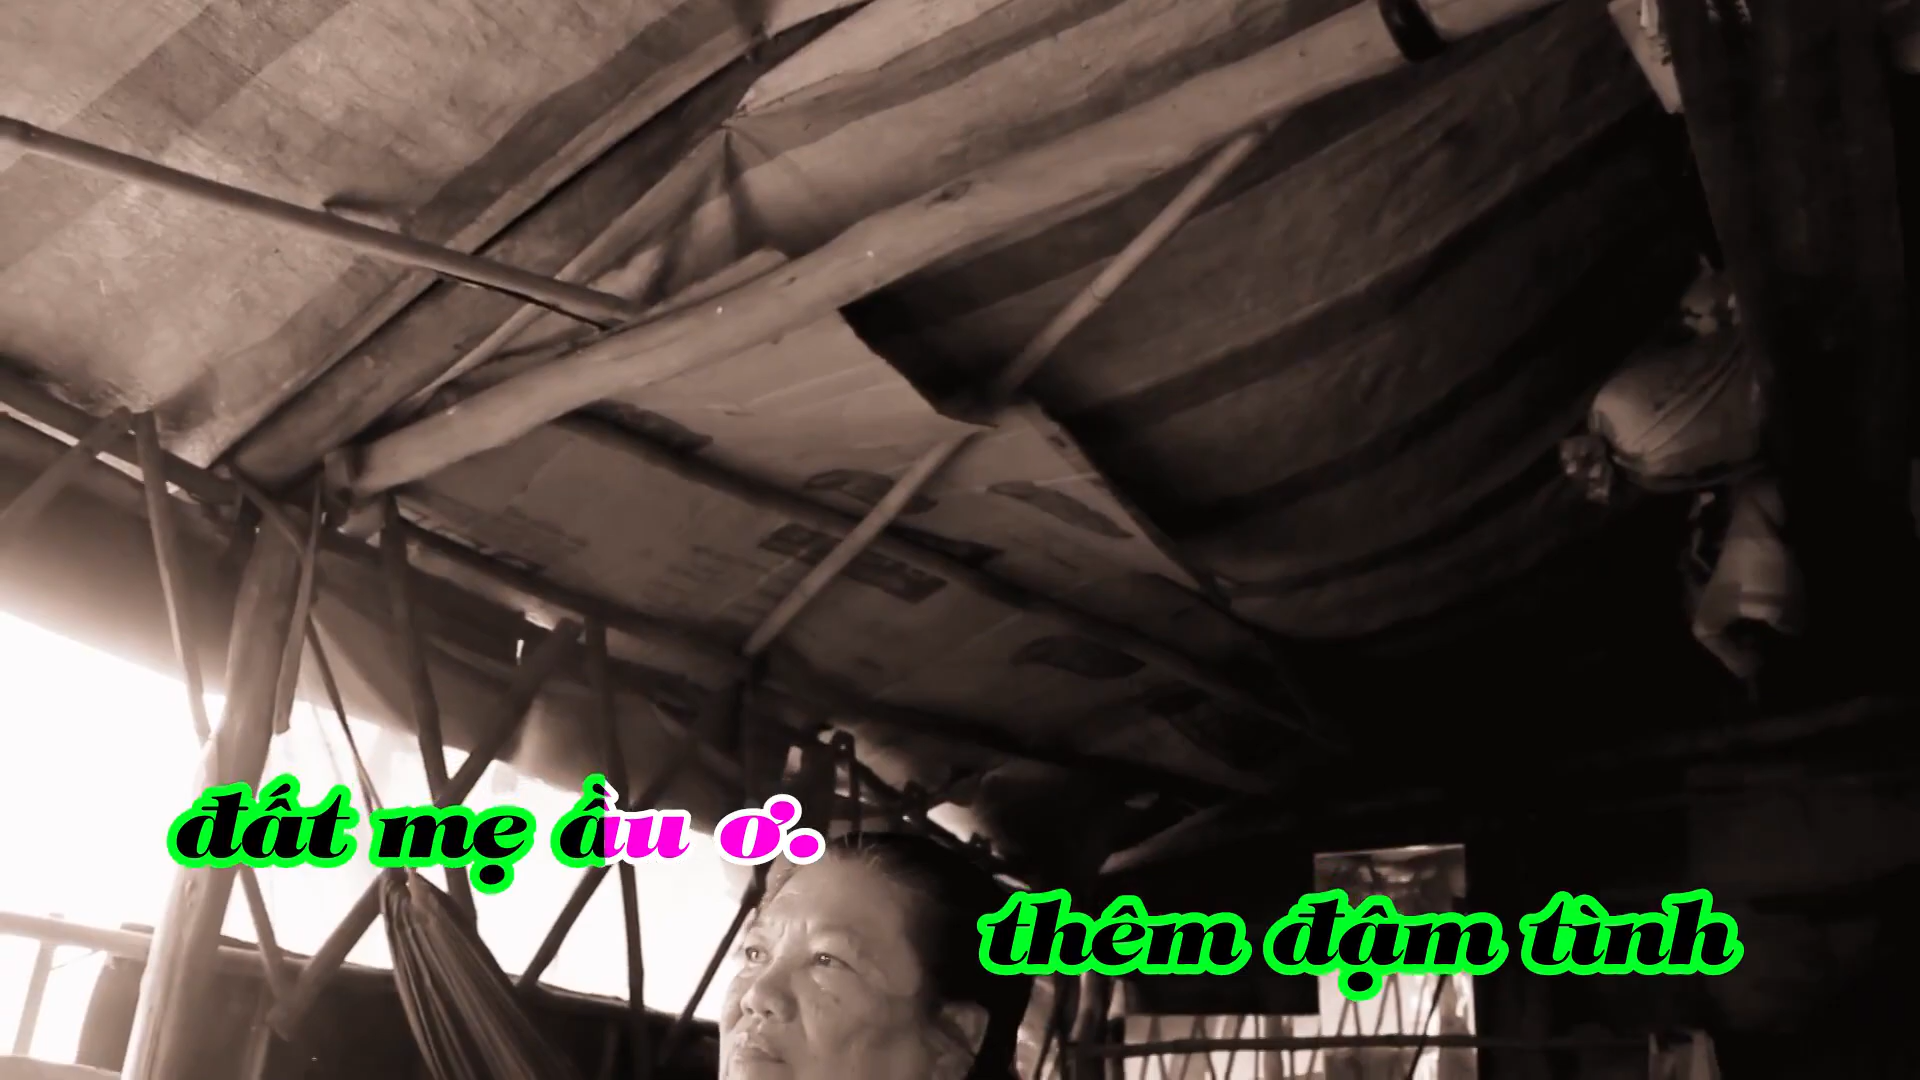 đất mẹ ầu ơ.
thêm đậm tình